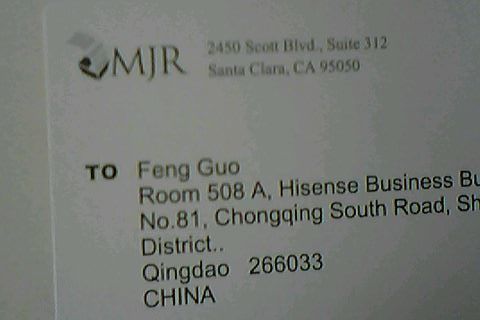 MJR
2450 Scott Blvd., Suite 312
Santa Clara, CA 95050
TO Feng Guo
Room 508 A, Hisense Business
No.81, Chongqing South Road,
District..
Qingdao 266033
CHINA